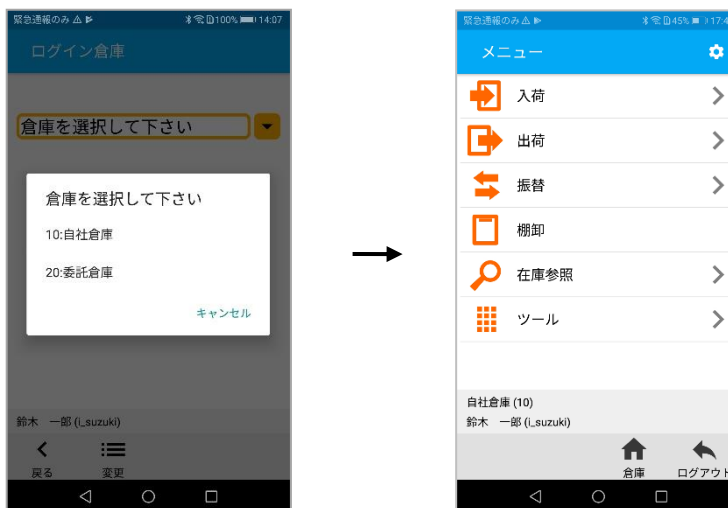 緊急通報のみ 100% 14:07
ログイン倉庫
倉庫を選択して下さい
倉庫を選択して下さい
10:自社倉庫
20:委託倉庫
キャンセル
鈴木 一郎 (i_suzuki)
戻る 変更
緊急通報のみ 45% 17:4
メニュー
入荷
出荷
振替
棚卸
在庫参照
ツール
自社倉庫 (10)
鈴木 一郎 (i_suzuki)
倉庫 ログアウト